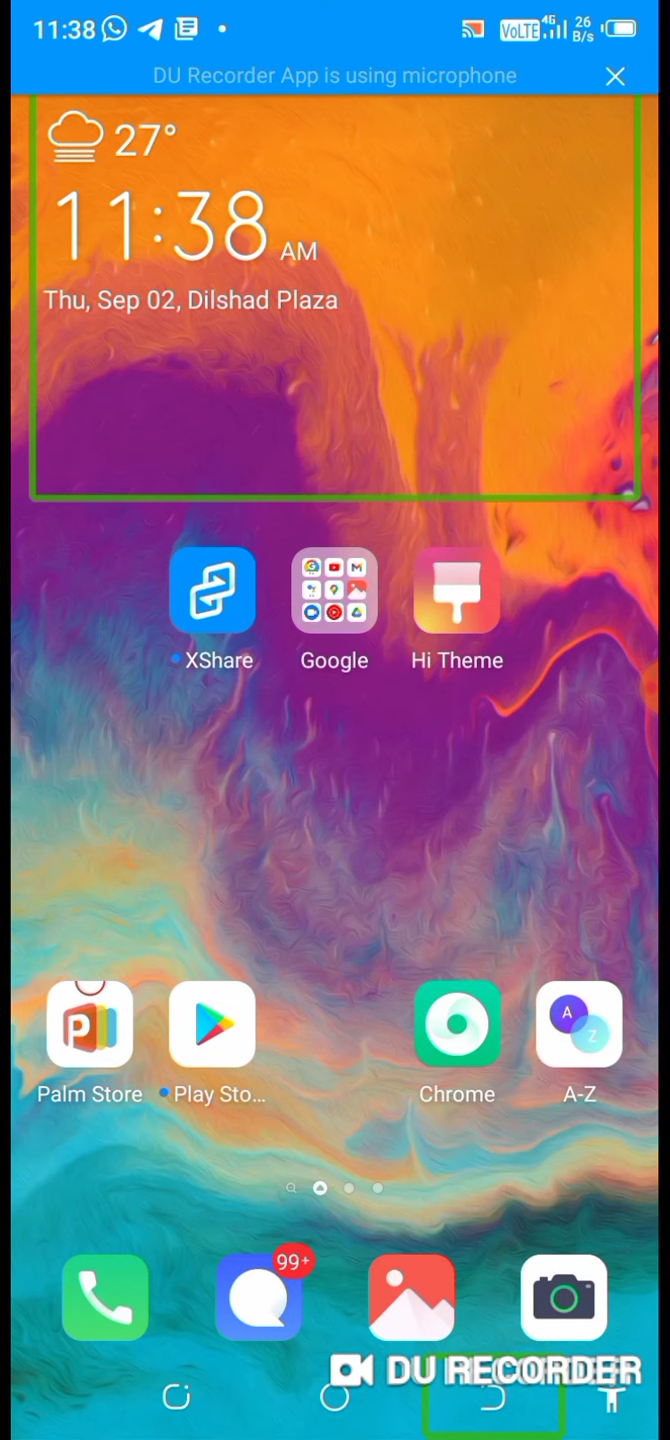 11:38 VoLTE 4G 26 B/s
DU Recorder App is using microphone
27°
11:38 AM
Thu, Sep 02, Dilshad Plaza
XShare Google Hi Theme
P A Z
Palm Store Play Sto... Chrome A-Z
99+
DU RECORDER